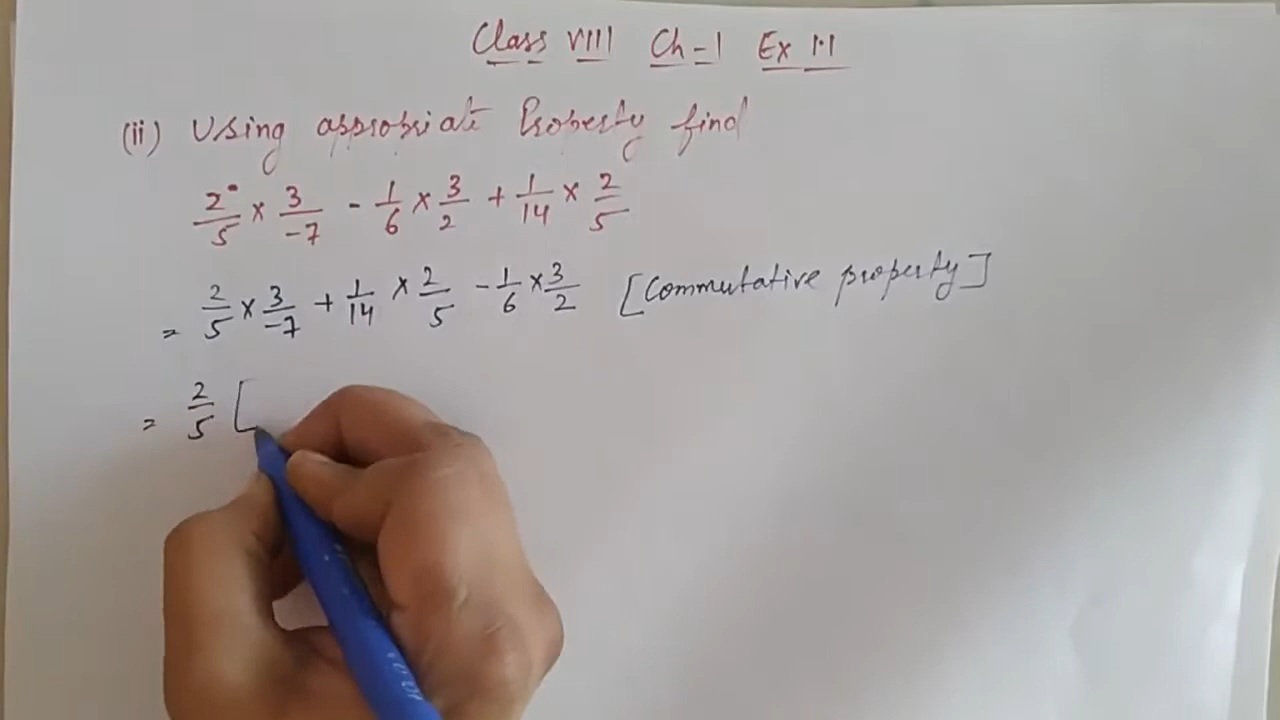 Class VIII Ch-1 Ex 1.1
(ii) Using appropriate Property find
2/5 × 3/-7 - 1/6 × 3/2 + 1/14 × 2/5
= 2/5 × 3/-7 + 1/14 × 2/5 - 1/6 × 3/2 [Commutative property]
= 2/5 [